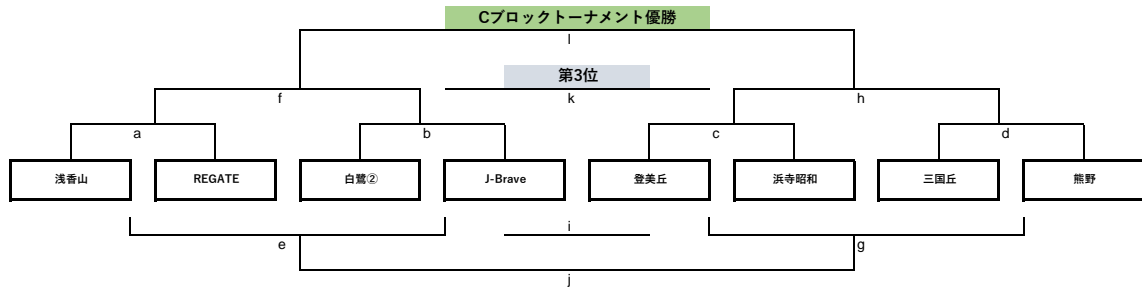 Cブロックトーナメント優勝
l
第3位
f
k
h
a
b
c
d
浅香山
REGATE
白鷺②
J-Brave
登美丘
浜寺昭和
三国丘
熊野
i
e
g
j